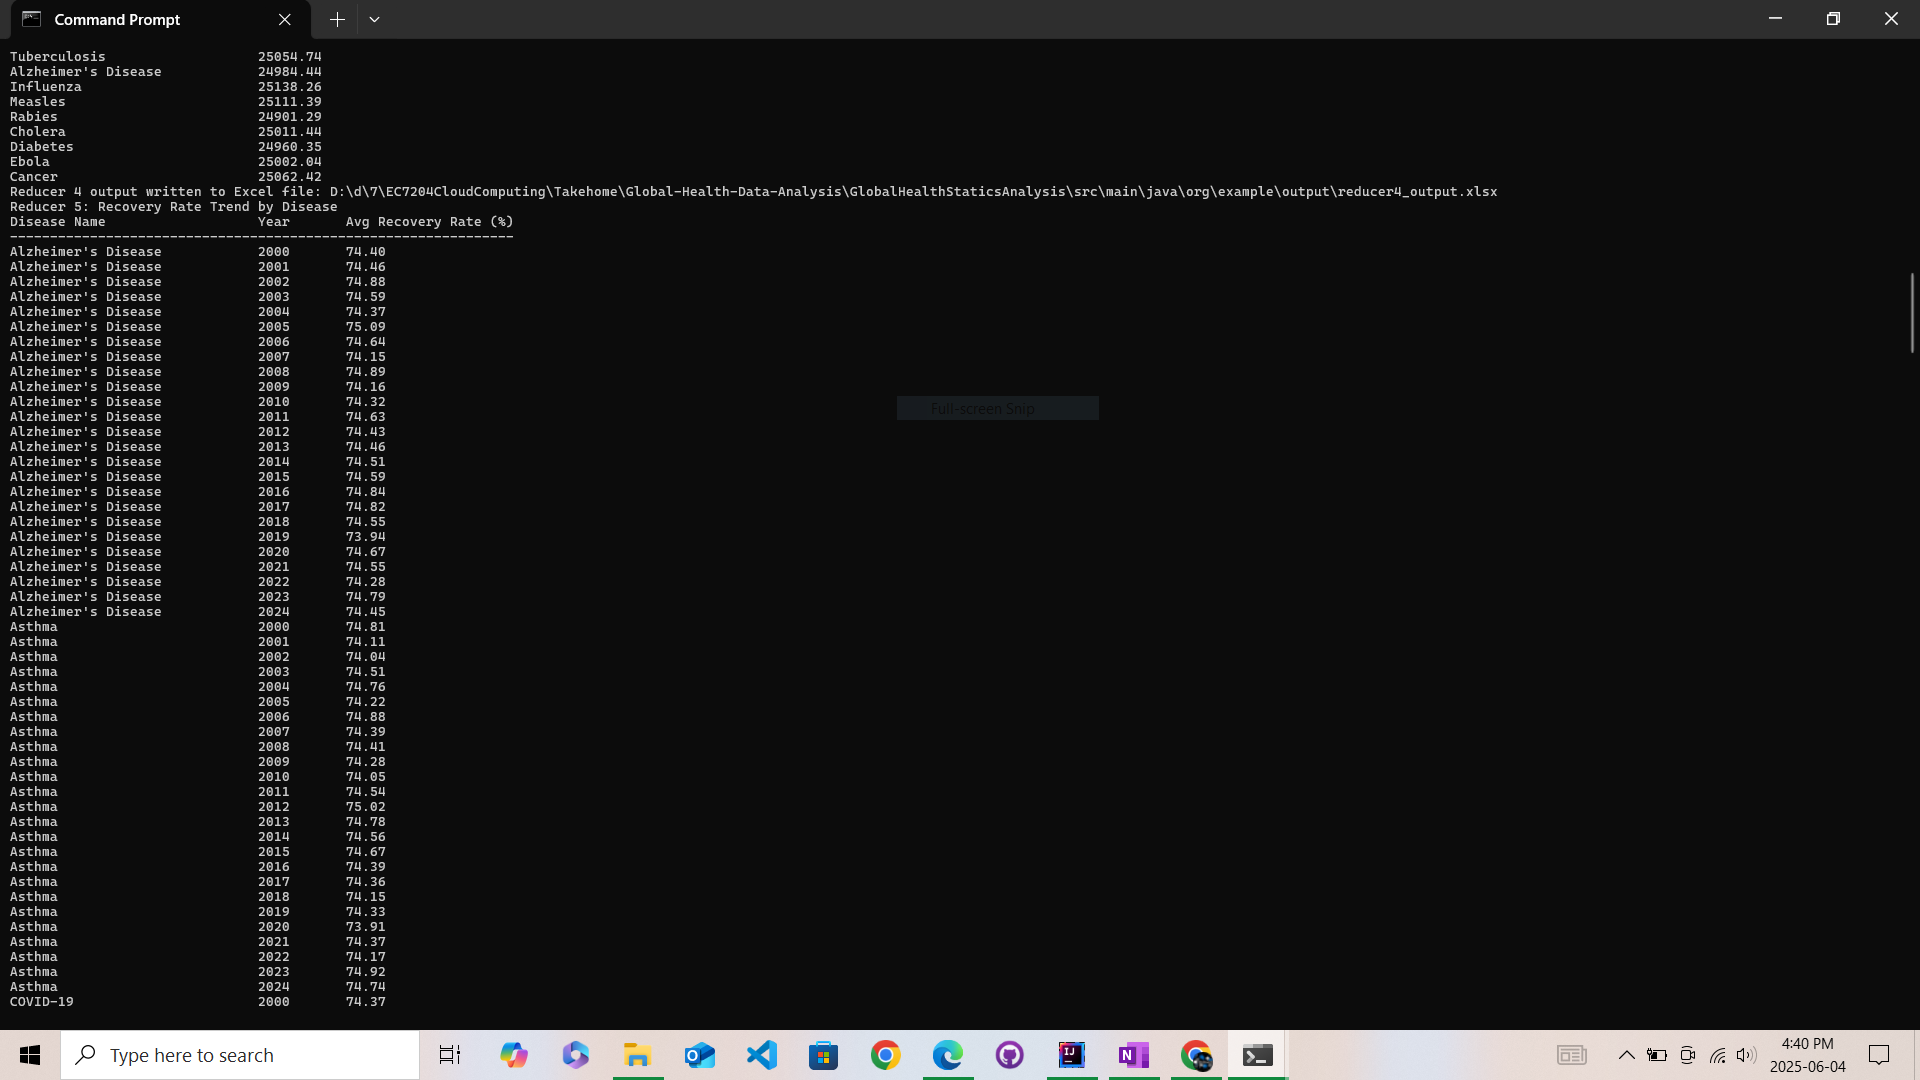 Command Prompt
Tuberculosis 25054.74
Alzheimer's Disease 24984.44
Influenza 25138.26
Measles 25111.39
Rabies 24901.29
Cholera 25011.44
Diabetes 24960.35
Ebola 25002.04
Cancer 25062.42
Reducer 4 output written to Excel file: D:\d\7\EC7204CloudComputing\Takehome\Global-Health-Data-Analysis\GlobalHealthStaticsAnalysis\src\main\java\org\example\output\reducer4_output.xlsx
Reducer 5: Recovery Rate Trend by Disease
Disease Name Year Avg Recovery Rate (%)
---------------------------------------------------------------
Alzheimer's Disease 2000 74.40
Alzheimer's Disease 2001 74.46
Alzheimer's Disease 2002 74.88
Alzheimer's Disease 2003 74.59
Alzheimer's Disease 2004 74.37
Alzheimer's Disease 2005 75.09
Alzheimer's Disease 2006 74.64
Alzheimer's Disease 2007 74.15
Alzheimer's Disease 2008 74.89
Alzheimer's Disease 2009 74.16
Alzheimer's Disease 2010 74.32
Alzheimer's Disease 2011 74.63
Alzheimer's Disease 2012 74.43
Alzheimer's Disease 2013 74.46
Alzheimer's Disease 2014 74.51
Alzheimer's Disease 2015 74.59
Alzheimer's Disease 2016 74.84
Alzheimer's Disease 2017 74.82
Alzheimer's Disease 2018 74.55
Alzheimer's Disease 2019 73.94
Alzheimer's Disease 2020 74.67
Alzheimer's Disease 2021 74.55
Alzheimer's Disease 2022 74.28
Alzheimer's Disease 2023 74.79
Alzheimer's Disease 2024 74.45
Asthma 2000 74.81
Asthma 2001 74.11
Asthma 2002 74.04
Asthma 2003 74.51
Asthma 2004 74.76
Asthma 2005 74.22
Asthma 2006 74.88
Asthma 2007 74.39
Asthma 2008 74.41
Asthma 2009 74.28
Asthma 2010 74.05
Asthma 2011 74.54
Asthma 2012 75.02
Asthma 2013 74.78
Asthma 2014 74.56
Asthma 2015 74.67
Asthma 2016 74.39
Asthma 2017 74.36
Asthma 2018 74.15
Asthma 2019 74.33
Asthma 2020 73.91
Asthma 2021 74.37
Asthma 2022 74.17
Asthma 2023 74.92
Asthma 2024 74.74
COVID-19 2000 74.37
Full-screen Snip
Type here to search
4:40 PM
2025-06-04